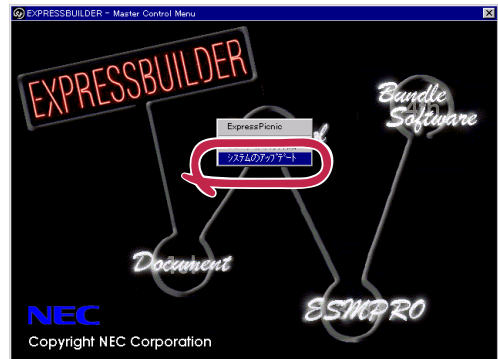 EXPRESSBUILDER - Master Control Menu
EXPRESSBUILDER
Bundle
Software
ExpressPicnic
システムのアップデート
Document
ESMPRO
NEC
Copyright NEC Corporation